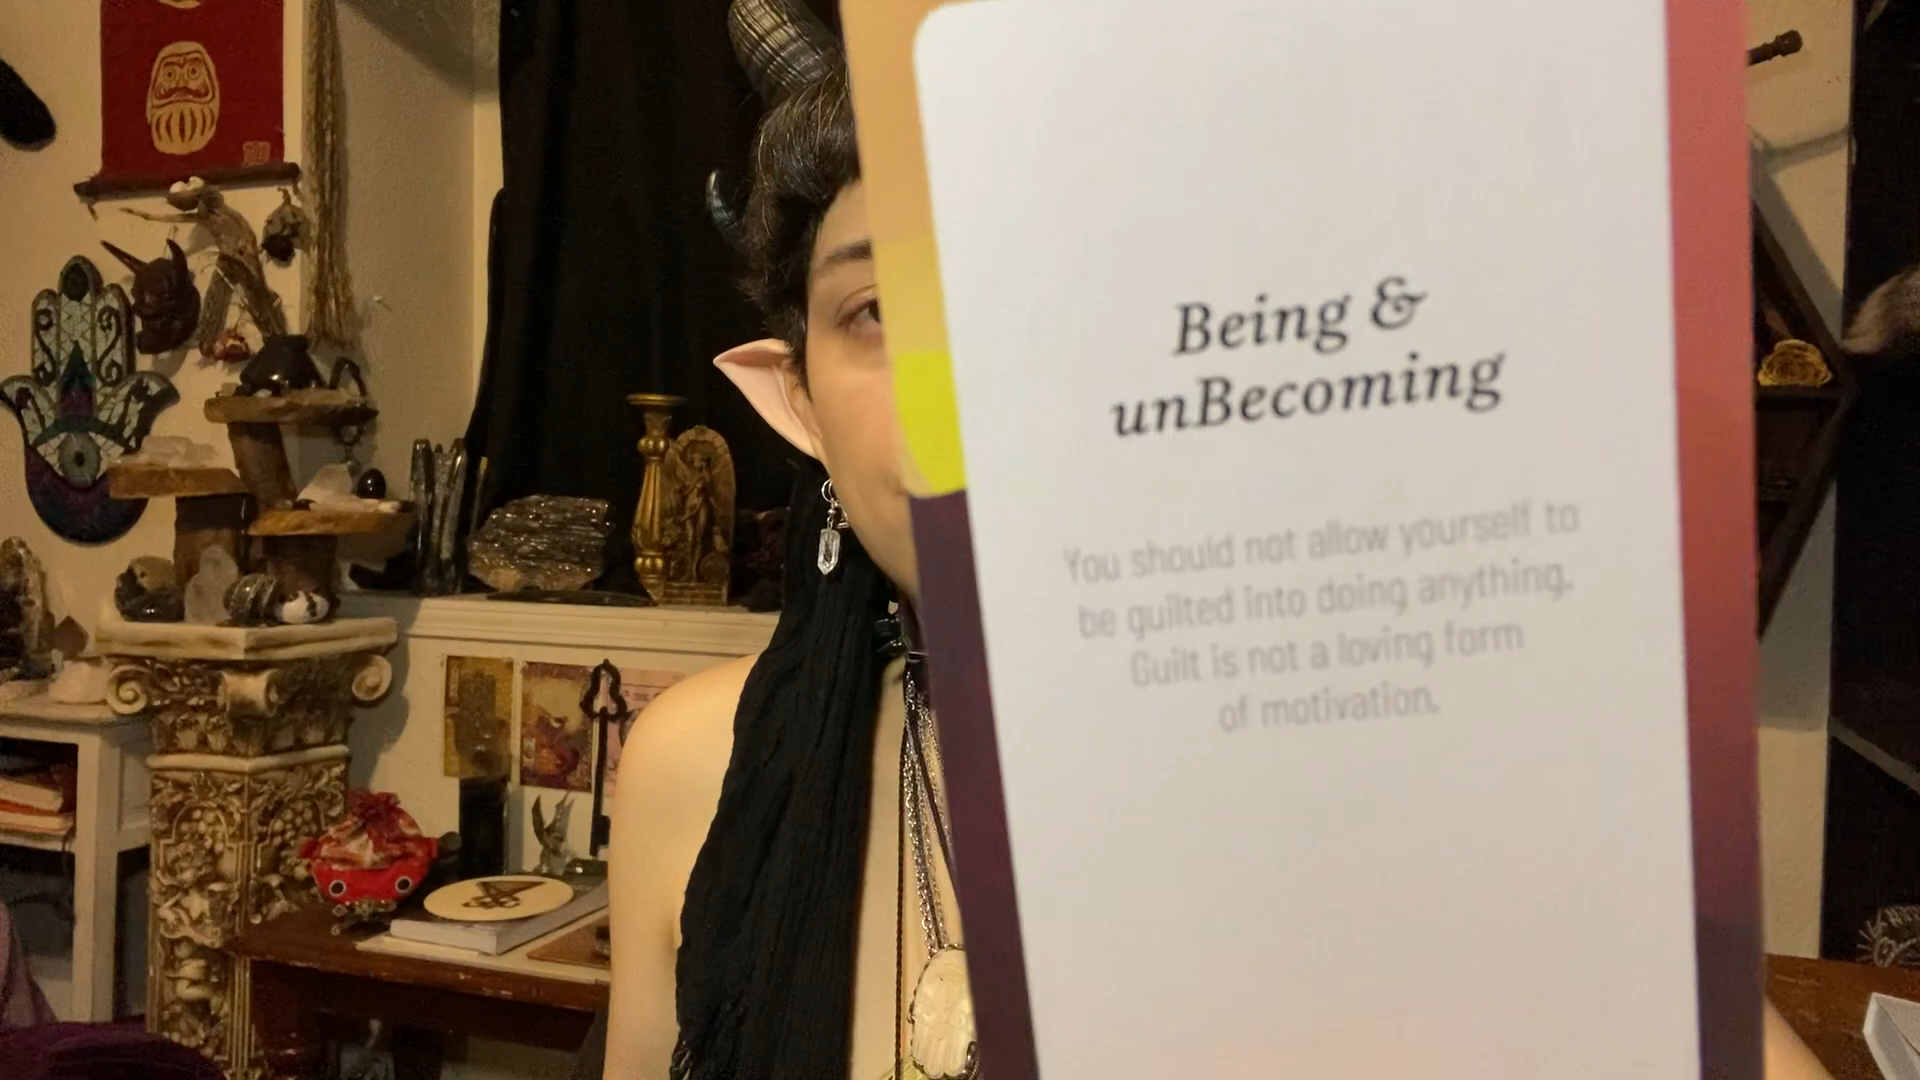 Being &
unBecoming
You should not allow yourself to
be guilted into doing anything.
Guilt is not a loving form
of motivation.